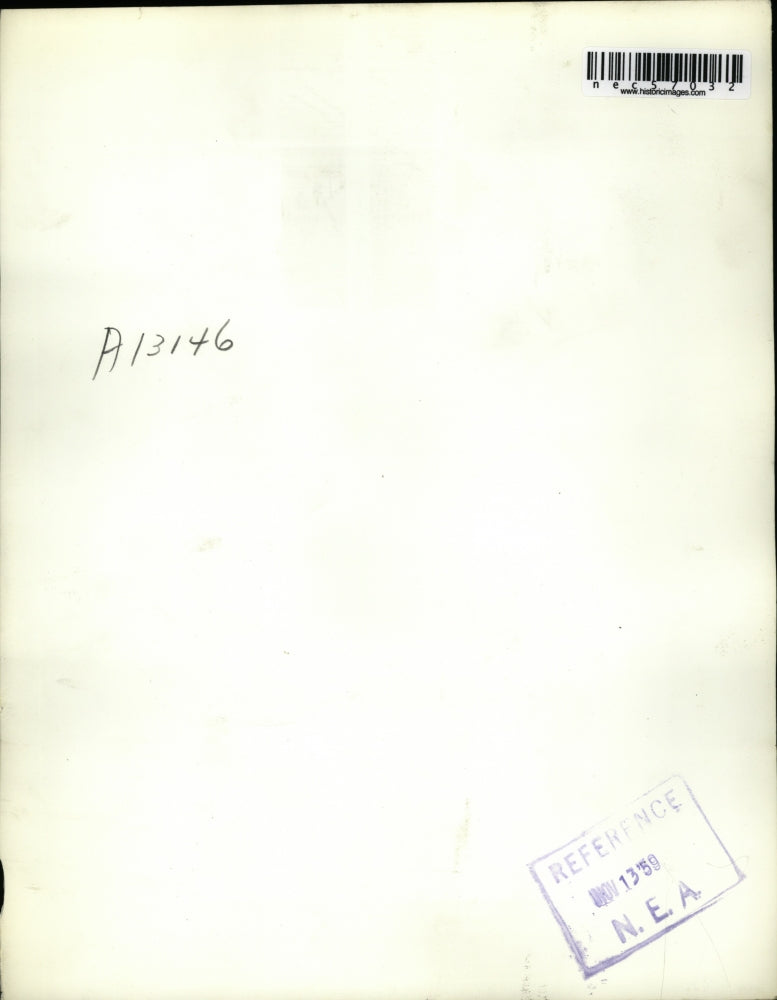 nec57032
www.historicimages.com
A13146
REFERENCE
NOV 13 '59
N. E. A.